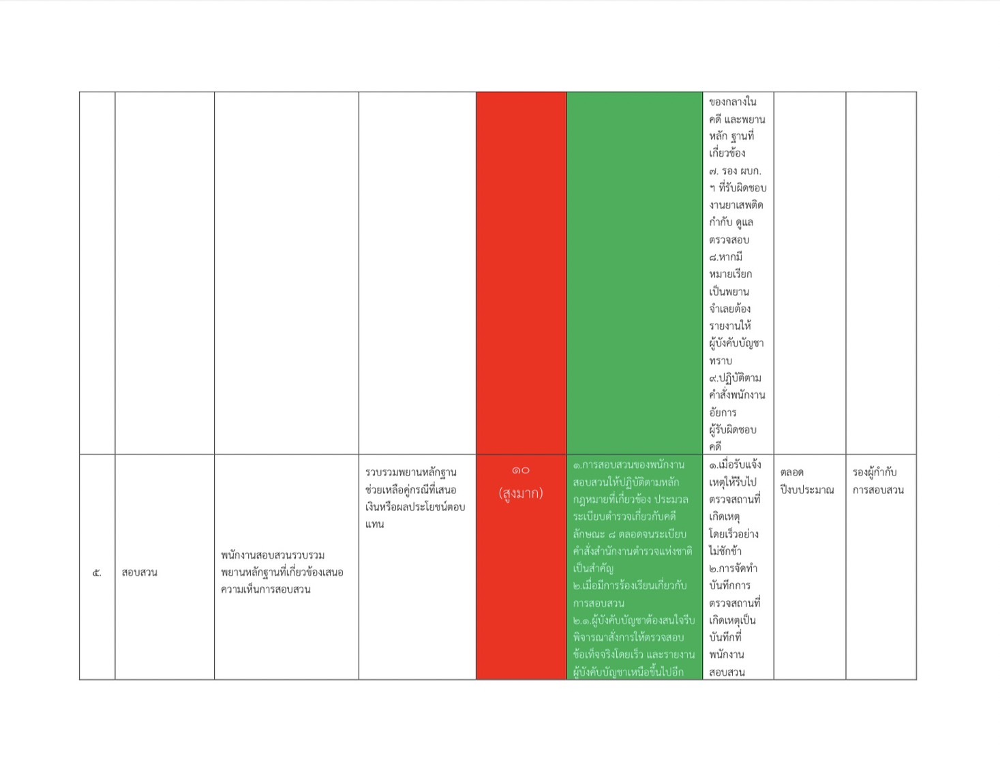 ของกลางใน
คดี และพยาน
หลัก ฐานที่
เกี่ยวข้อง
๗. รอง ผบก.
ฯ ที่รับผิดชอบ
งานยาเสพติด
กำกับ ดูแล
ตรวจสอบ
๘.หากมี
หมายเรียก
เป็นพยาน
จำเลยต้อง
รายงานให้
ผู้บังคับบัญชา
ทราบ
๙.ปฏิบัติตาม
คำสั่งพนักงาน
อัยการ
ผู้รับผิดชอบ
คดี
๕.
สอบสวน
พนักงานสอบสวนรวบรวม
พยานหลักฐานที่เกี่ยวข้องเสนอ
ความเห็นการสอบสวน
รวบรวมพยานหลักฐาน
ช่วยเหลือคู่กรณีที่เสนอ
เงินหรือผลประโยชน์ตอบ
แทน
๑๐
(สูงมาก)
๑.การสอบสวนของพนักงาน
สอบสวนให้ปฏิบัติตามหลัก
กฎหมายที่เกี่ยวข้อง ประมวล
ระเบียบตำรวจเกี่ยวกับคดี
ลักษณะ ๘ ตลอดจนระเบียบ
คำสั่งสำนักงานตำรวจแห่งชาติ
เป็นสำคัญ
๒.เมื่อมีการร้องเรียนเกี่ยวกับ
การสอบสวน
๒.๑.ผู้บังคับบัญชาต้องสนใจรีบ
พิจารณาสั่งการให้ตรวจสอบ
ข้อเท็จจริงโดยเร็ว และรายงาน
ผู้บังคับบัญชาเหนือขึ้นไปอีก
๑.เมื่อรับแจ้ง
เหตุให้รีบไป
ตรวจสถานที่
เกิดเหตุ
โดยเร็วอย่าง
ไม่ชักช้า
๒.การจัดทำ
บันทึกการ
ตรวจสถานที่
เกิดเหตุเป็น
บันทึกที่
พนักงาน
สอบสวน
ตลอด
ปีงบประมาณ
รองผู้กำกับ
การสอบสวน